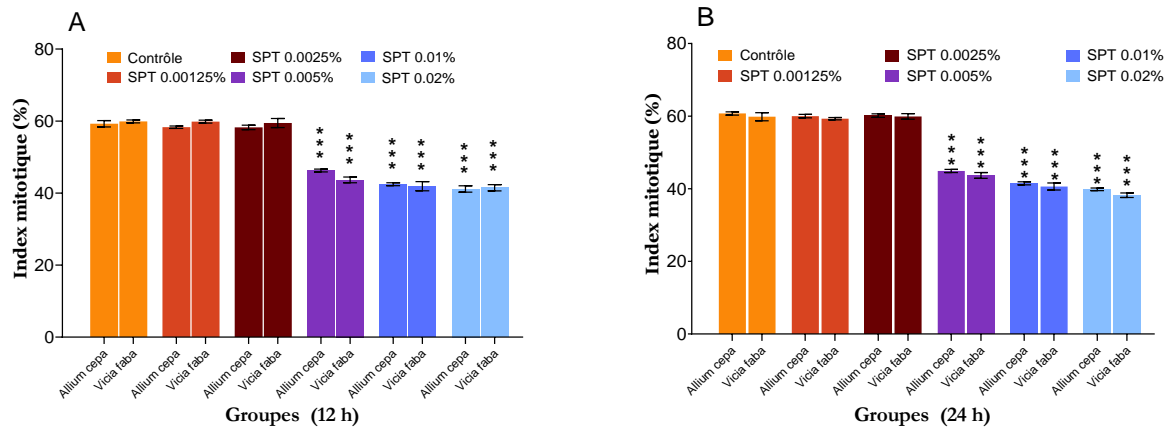 A
Contrôle
SPT 0.0025%
SPT 0.01%
SPT 0.00125%
SPT 0.005%
SPT 0.02%
Index mitotique (%)
80
60
40
20
0
***
***
***
***
***
***
Allium cepa
Vicia faba
Allium cepa
Vicia faba
Allium cepa
Vicia faba
Allium cepa
Vicia faba
Allium cepa
Vicia faba
Allium cepa
Vicia faba
Groupes (12 h)
B
Contrôle
SPT 0.0025%
SPT 0.01%
SPT 0.00125%
SPT 0.005%
SPT 0.02%
Index mitotique (%)
80
60
40
20
0
***
***
***
***
***
***
Allium cepa
Vicia faba
Allium cepa
Vicia faba
Allium cepa
Vicia faba
Allium cepa
Vicia faba
Allium cepa
Vicia faba
Allium cepa
Vicia faba
Groupes (24 h)